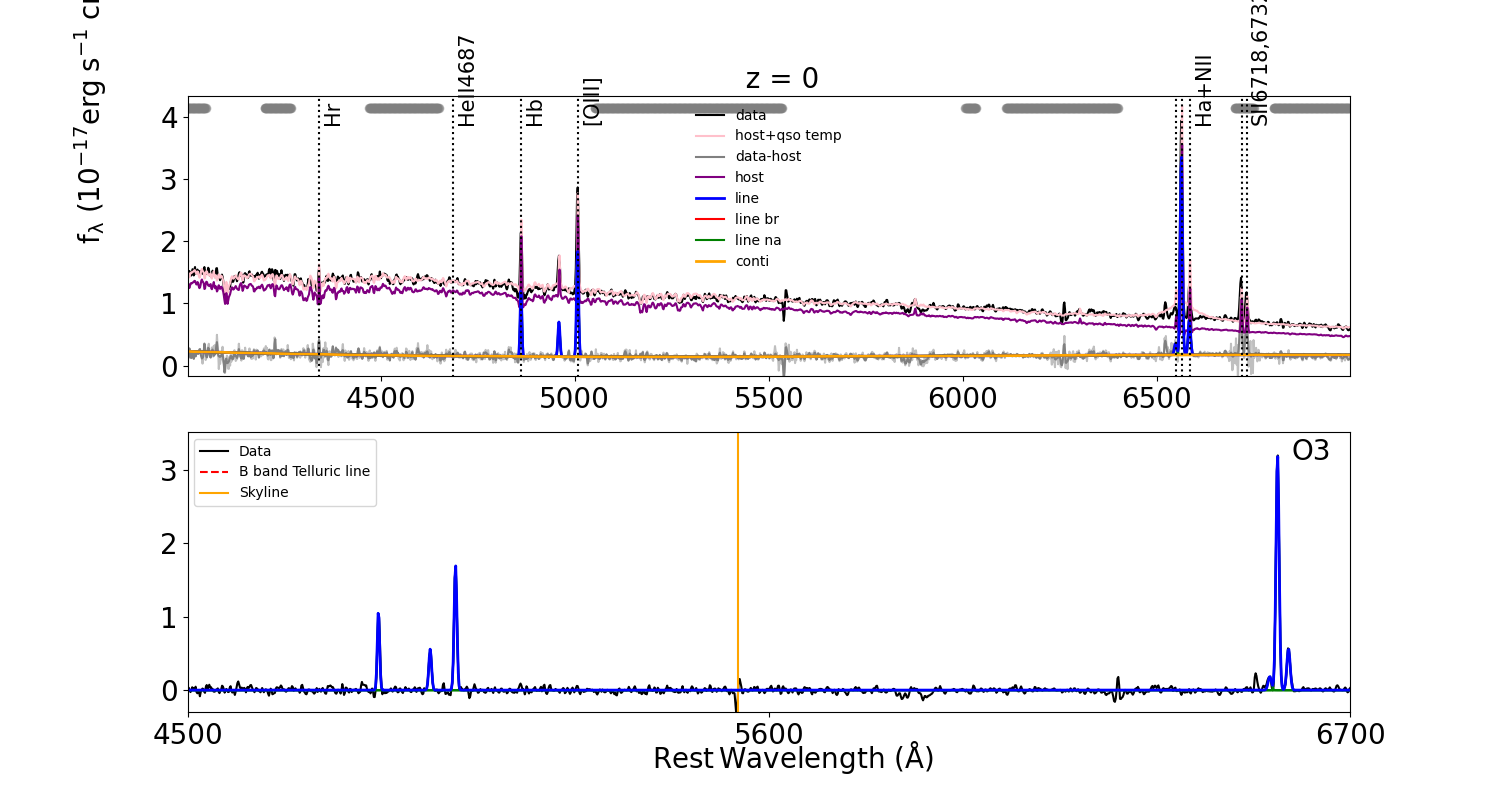 z = 0
f_λ (10^−17 erg s^−1
Hr
HeII4687
Hb
[OIII]
Ha+NII
SII6718,673
4
3
2
1
0
data
host+qso temp
data-host
host
line
line br
line na
conti
4500
5000
5500
6000
6500
Data
B band Telluric line
Skyline
O3
3
2
1
0
4500
5600
6700
Rest Wavelength (Å)